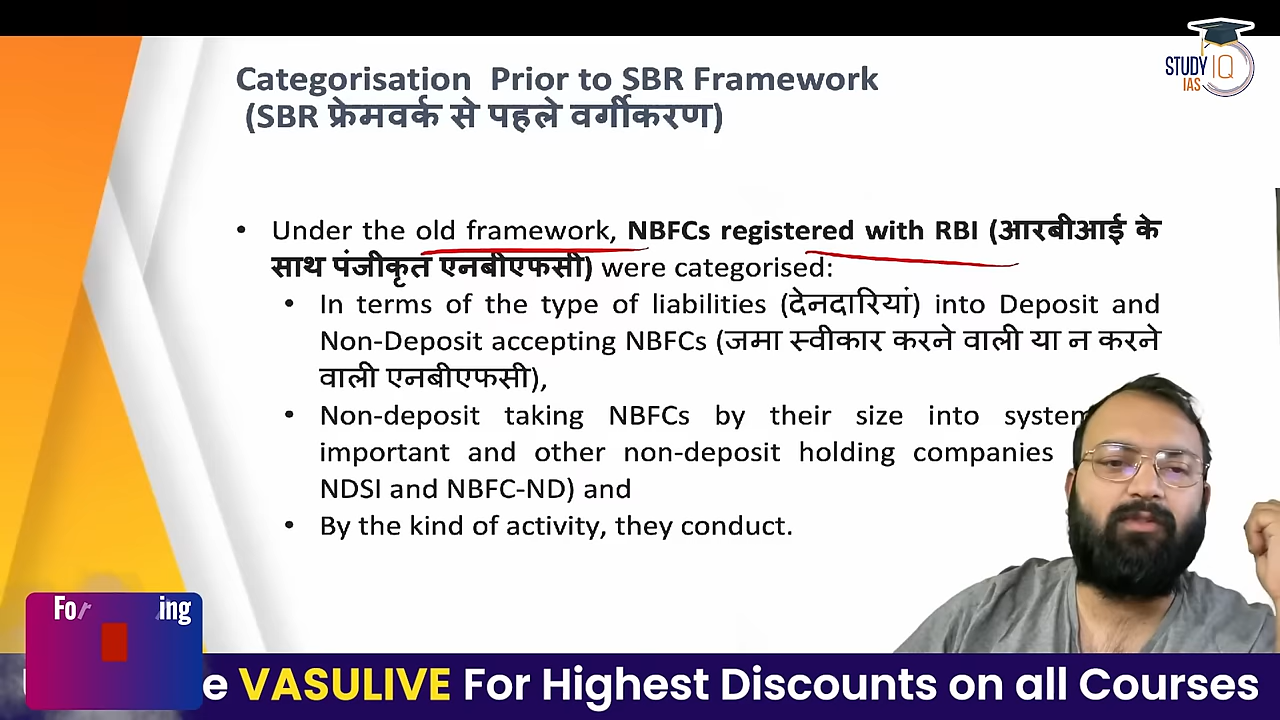 STUDY IQ
IAS
Categorisation Prior to SBR Framework
(SBR फ्रेमवर्क से पहले वर्गीकरण)
• Under the old framework, NBFCs registered with RBI (आरबीआई के
साथ पंजीकृत एनबीएफसी) were categorised:
• In terms of the type of liabilities (देनदारियां) into Deposit and
Non-Deposit accepting NBFCs (जमा स्वीकार करने वाली या न करने
वाली एनबीएफसी),
• Non-deposit taking NBFCs by their size into
important and other non-deposit holding companies
NDSI and NBFC-ND) and
• By the kind of activity, they conduct.
VASULIVE For Highest Discounts on all Courses